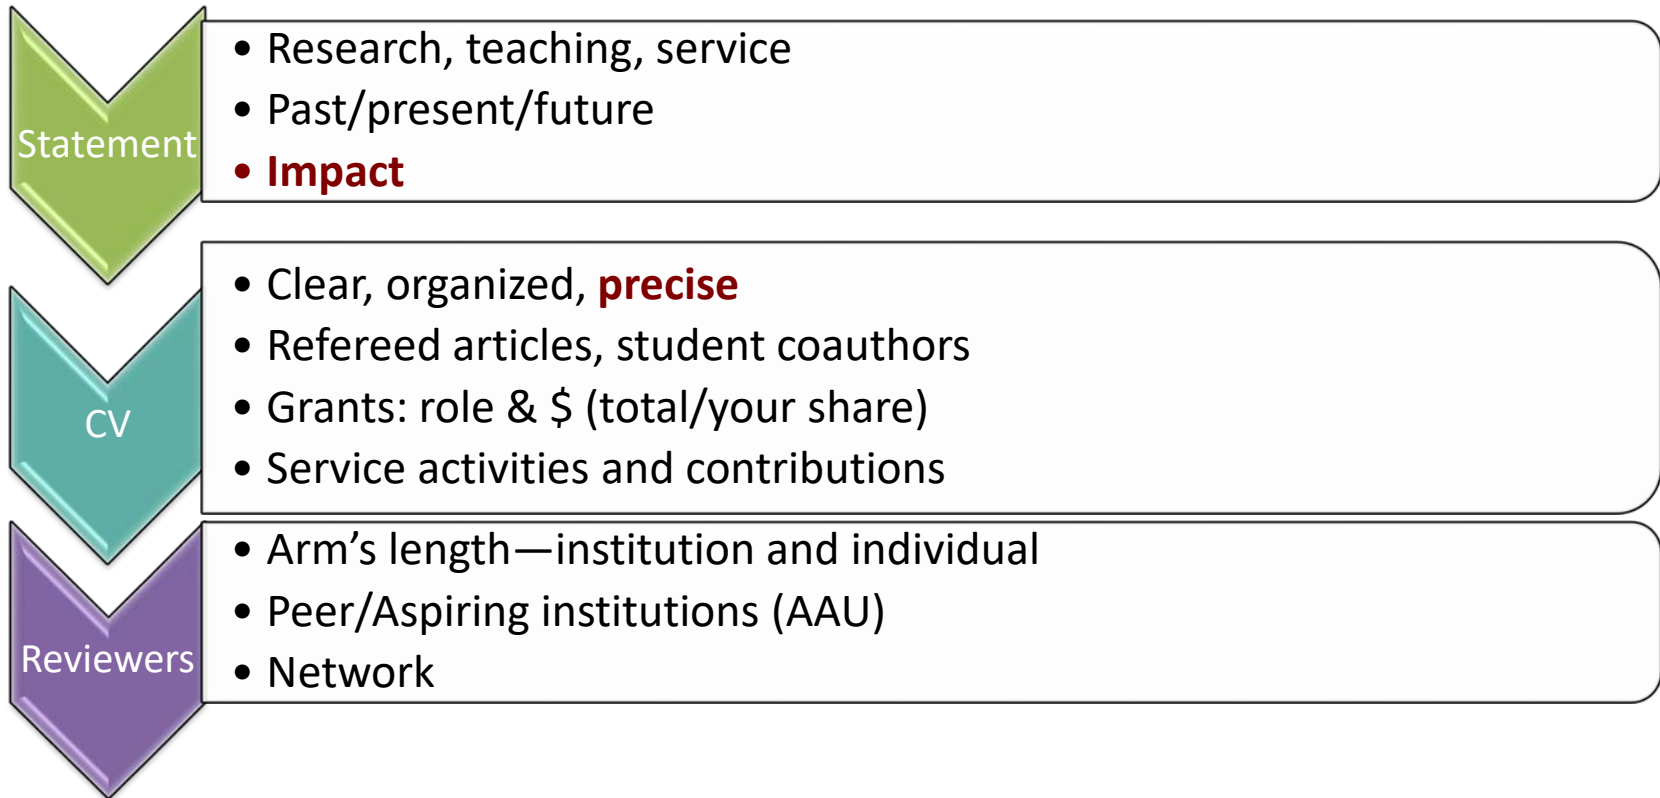 Statement
• Research, teaching, service
• Past/present/future
• Impact
CV
• Clear, organized, precise
• Refereed articles, student coauthors
• Grants: role & $ (total/your share)
• Service activities and contributions
Reviewers
• Arm’s length—institution and individual
• Peer/Aspiring institutions (AAU)
• Network